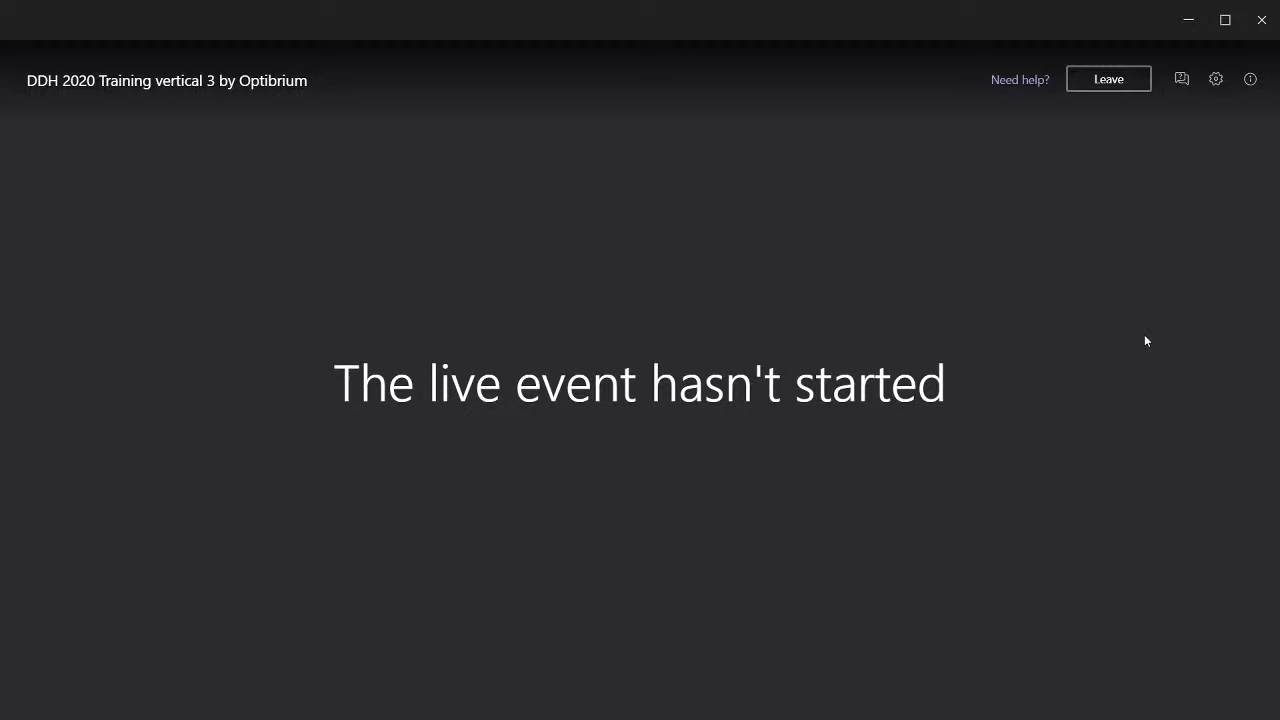 DDH 2020 Training vertical 3 by Optibrium
Need help?
Leave
The live event hasn't started